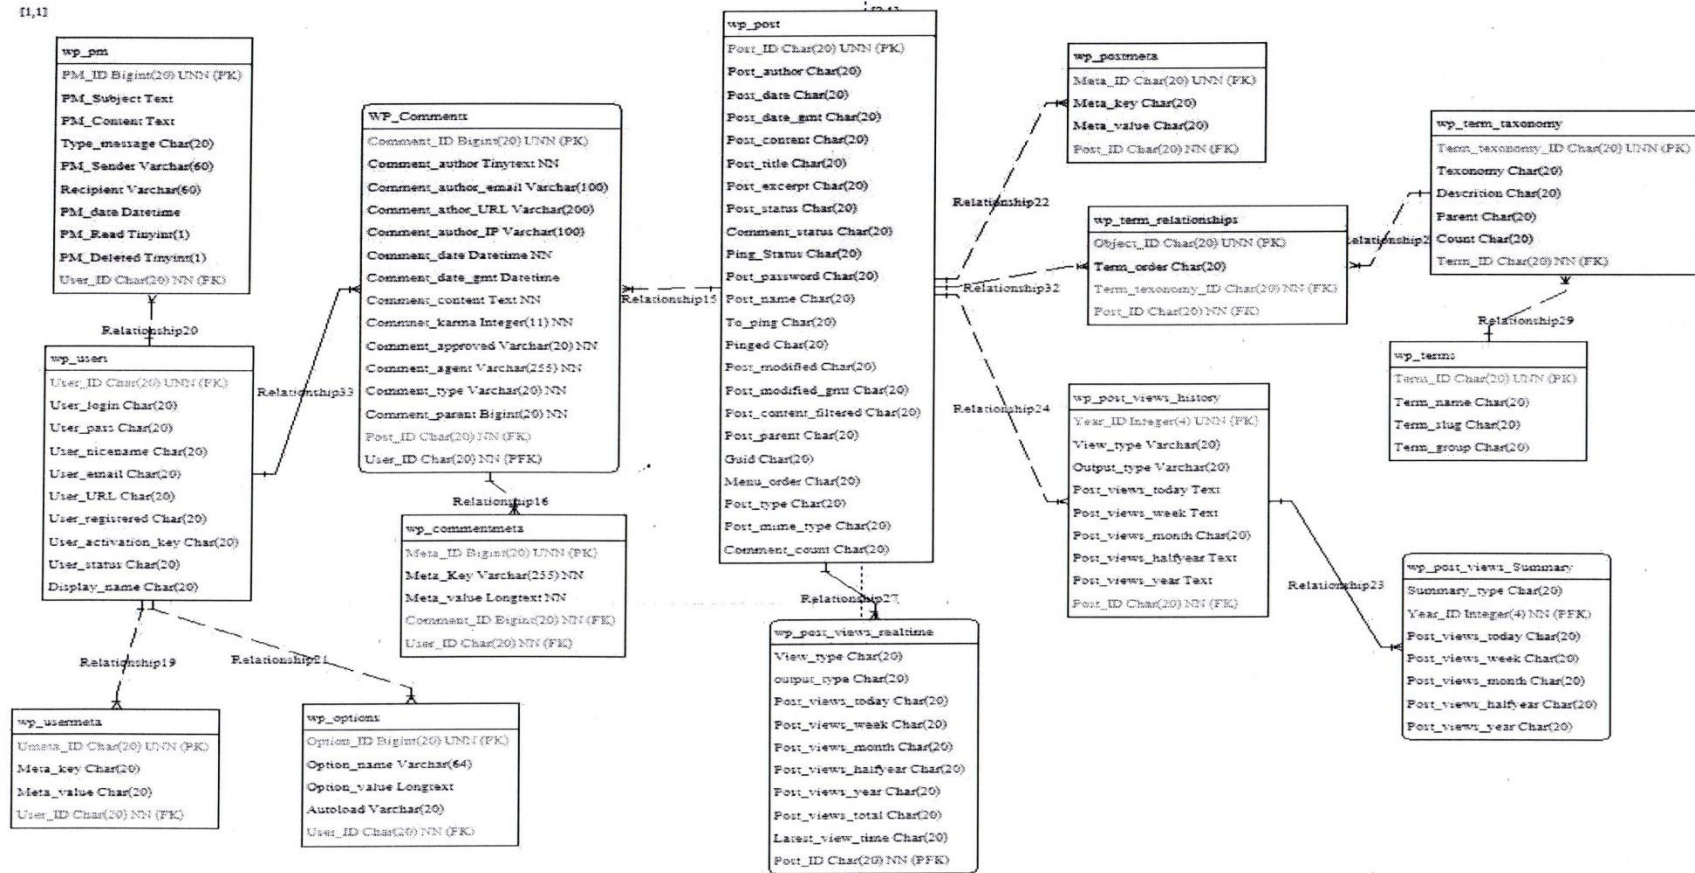 [1,1]
wp_pm
PM_ID Bigint(20) UNN (PK)
PM_Subject Text
PM_Content Text
Type_message Char(20)
PM_Sender Varchar(60)
Recipient Varchar(60)
PM_date Datetime
PM_Read Tinyint(1)
PM_Deleted Tinyint(1)
User_ID Char(20) NN (FK)
Relationship20
wp_users
User_ID Char(20) UNN (PK)
User_login Char(20)
User_pass Char(20)
User_nicename Char(20)
User_email Char(20)
User_URL Char(20)
User_registered Char(20)
User_activation_key Char(20)
User_status Char(20)
Display_name Char(20)
Relationship19
Relationship21
wp_usermeta
Umeta_ID Char(20) UNN (PK)
Meta_key Char(20)
Meta_value Char(20)
User_ID Char(20) NN (FK)
wp_options
Option_ID Bigint(20) UNN (PK)
Option_name Varchar(64)
Option_value Longtext
Autoload Varchar(20)
User_ID Char(20) NN (FK)
Relationship33
WP_Comments
Comment_ID Bigint(20) UNN (PK)
Comment_author Tinytext NN
Comment_author_email Varchar(100)
Comment_athor_URL Varchar(200)
Comment_author_IP Varchar(100)
Comment_date Datetime NN
Comment_date_gmt Datetime
Comment_content Text NN
Commnet_karma Integer(11) NN
Comment_approved Varchar(20) NN
Comment_agent Varchar(255) NN
Comment_type Varchar(20) NN
Comment_parent Bigint(20) NN
Post_ID Char(20) NN (FK)
User_ID Char(20) NN (PFK)
Relationship16
wp_commentmeta
Meta_ID Bigint(20) UNN (PK)
Meta_Key Varchar(255) NN
Meta_value Longtext NN
Comment_ID Bigint(20) NN (FK)
User_ID Char(20) NN (FK)
Relationship15
wp_post
Post_ID Char(20) UNN (PK)
Post_author Char(20)
Post_date Char(20)
Post_date_gmt Char(20)
Post_content Char(20)
Post_title Char(20)
Post_excerpt Char(20)
Post_status Char(20)
Comment_status Char(20)
Ping_Status Char(20)
Post_password Char(20)
Post_name Char(20)
To_ping Char(20)
Pinged Char(20)
Post_modified Char(20)
Post_modified_gmt Char(20)
Post_content_filtered Char(20)
Post_parent Char(20)
Guid Char(20)
Menu_order Char(20)
Post_type Char(20)
Post_mime_type Char(20)
Comment_count Char(20)
Relationship27
wp_post_views_realtime
View_type Char(20)
output_type Char(20)
Post_views_today Char(20)
Post_views_week Char(20)
Post_views_month Char(20)
Post_views_halfyear Char(20)
Post_views_year Char(20)
Post_views_total Char(20)
Latest_view_time Char(20)
Post_ID Char(20) NN (PFK)
Relationship22
Relationship32
Relationship24
wp_postmeta
Meta_ID Char(20) UNN (PK)
Meta_key Char(20)
Meta_value Char(20)
Post_ID Char(20) NN (FK)
wp_term_relationships
Object_ID Char(20) UNN (PK)
Term_order Char(20)
Term_texonomy_ID Char(20) NN (FK)
Post_ID Char(20) NN (FK)
wp_post_views_history
Year_ID Integer(4) UNN (PK)
View_type Varchar(20)
Output_type Varchar(20)
Post_views_today Text
Post_views_week Text
Post_views_month Char(20)
Post_views_halfyear Text
Post_views_year Text
Post_ID Char(20) NN (FK)
wp_term_taxonomy
Term_texonomy_ID Char(20) UNN (PK)
Texonomy Char(20)
Descrition Char(20)
Parent Char(20)
Count Char(20)
Term_ID Char(20) NN (FK)
Relationship29
wp_terms
Term_ID Char(20) UNN (PK)
Term_name Char(20)
Term_slug Char(20)
Term_group Char(20)
Relationship23
wp_post_views_Summary
Summary_type Char(20)
Year_ID Integer(4) NN (PFK)
Post_views_today Char(20)
Post_views_week Char(20)
Post_views_month Char(20)
Post_views_halfyear Char(20)
Post_views_year Char(20)